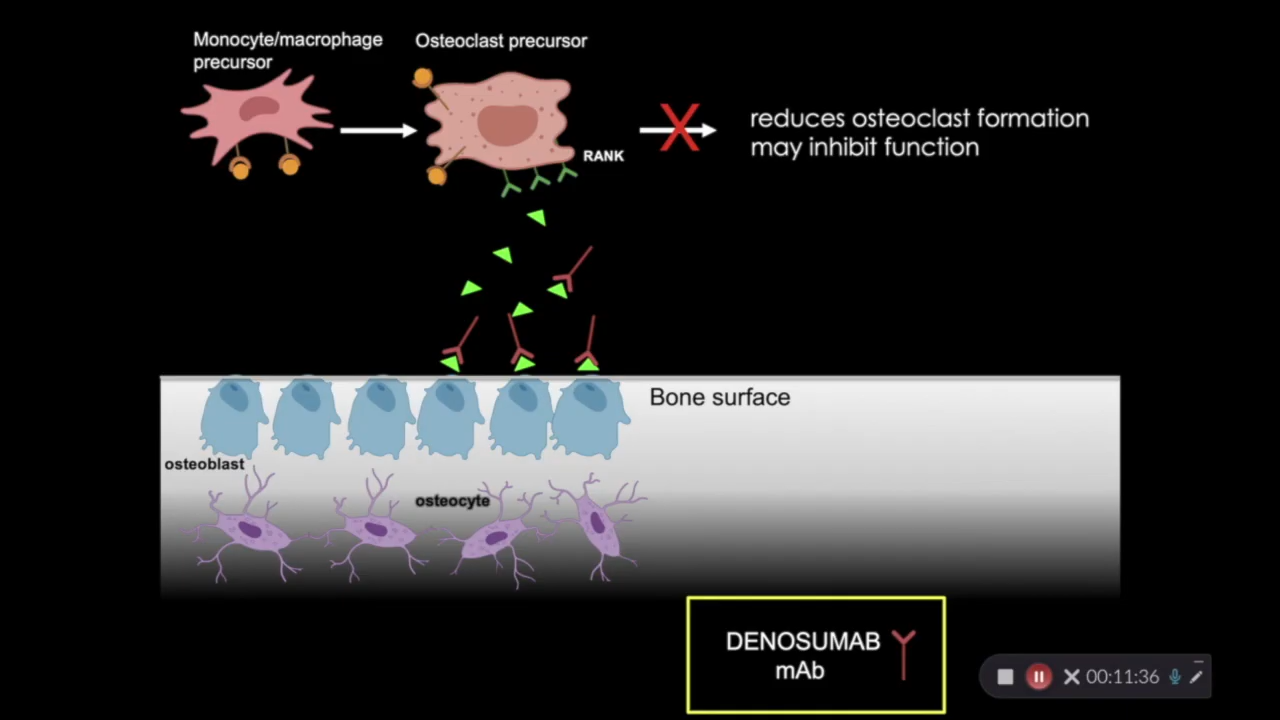 Monocyte/macrophage
precursor
Osteoclast precursor
RANK
reduces osteoclast formation
may inhibit function
Bone surface
osteoblast
osteocyte
DENOSUMAB
mAb
00:11:36